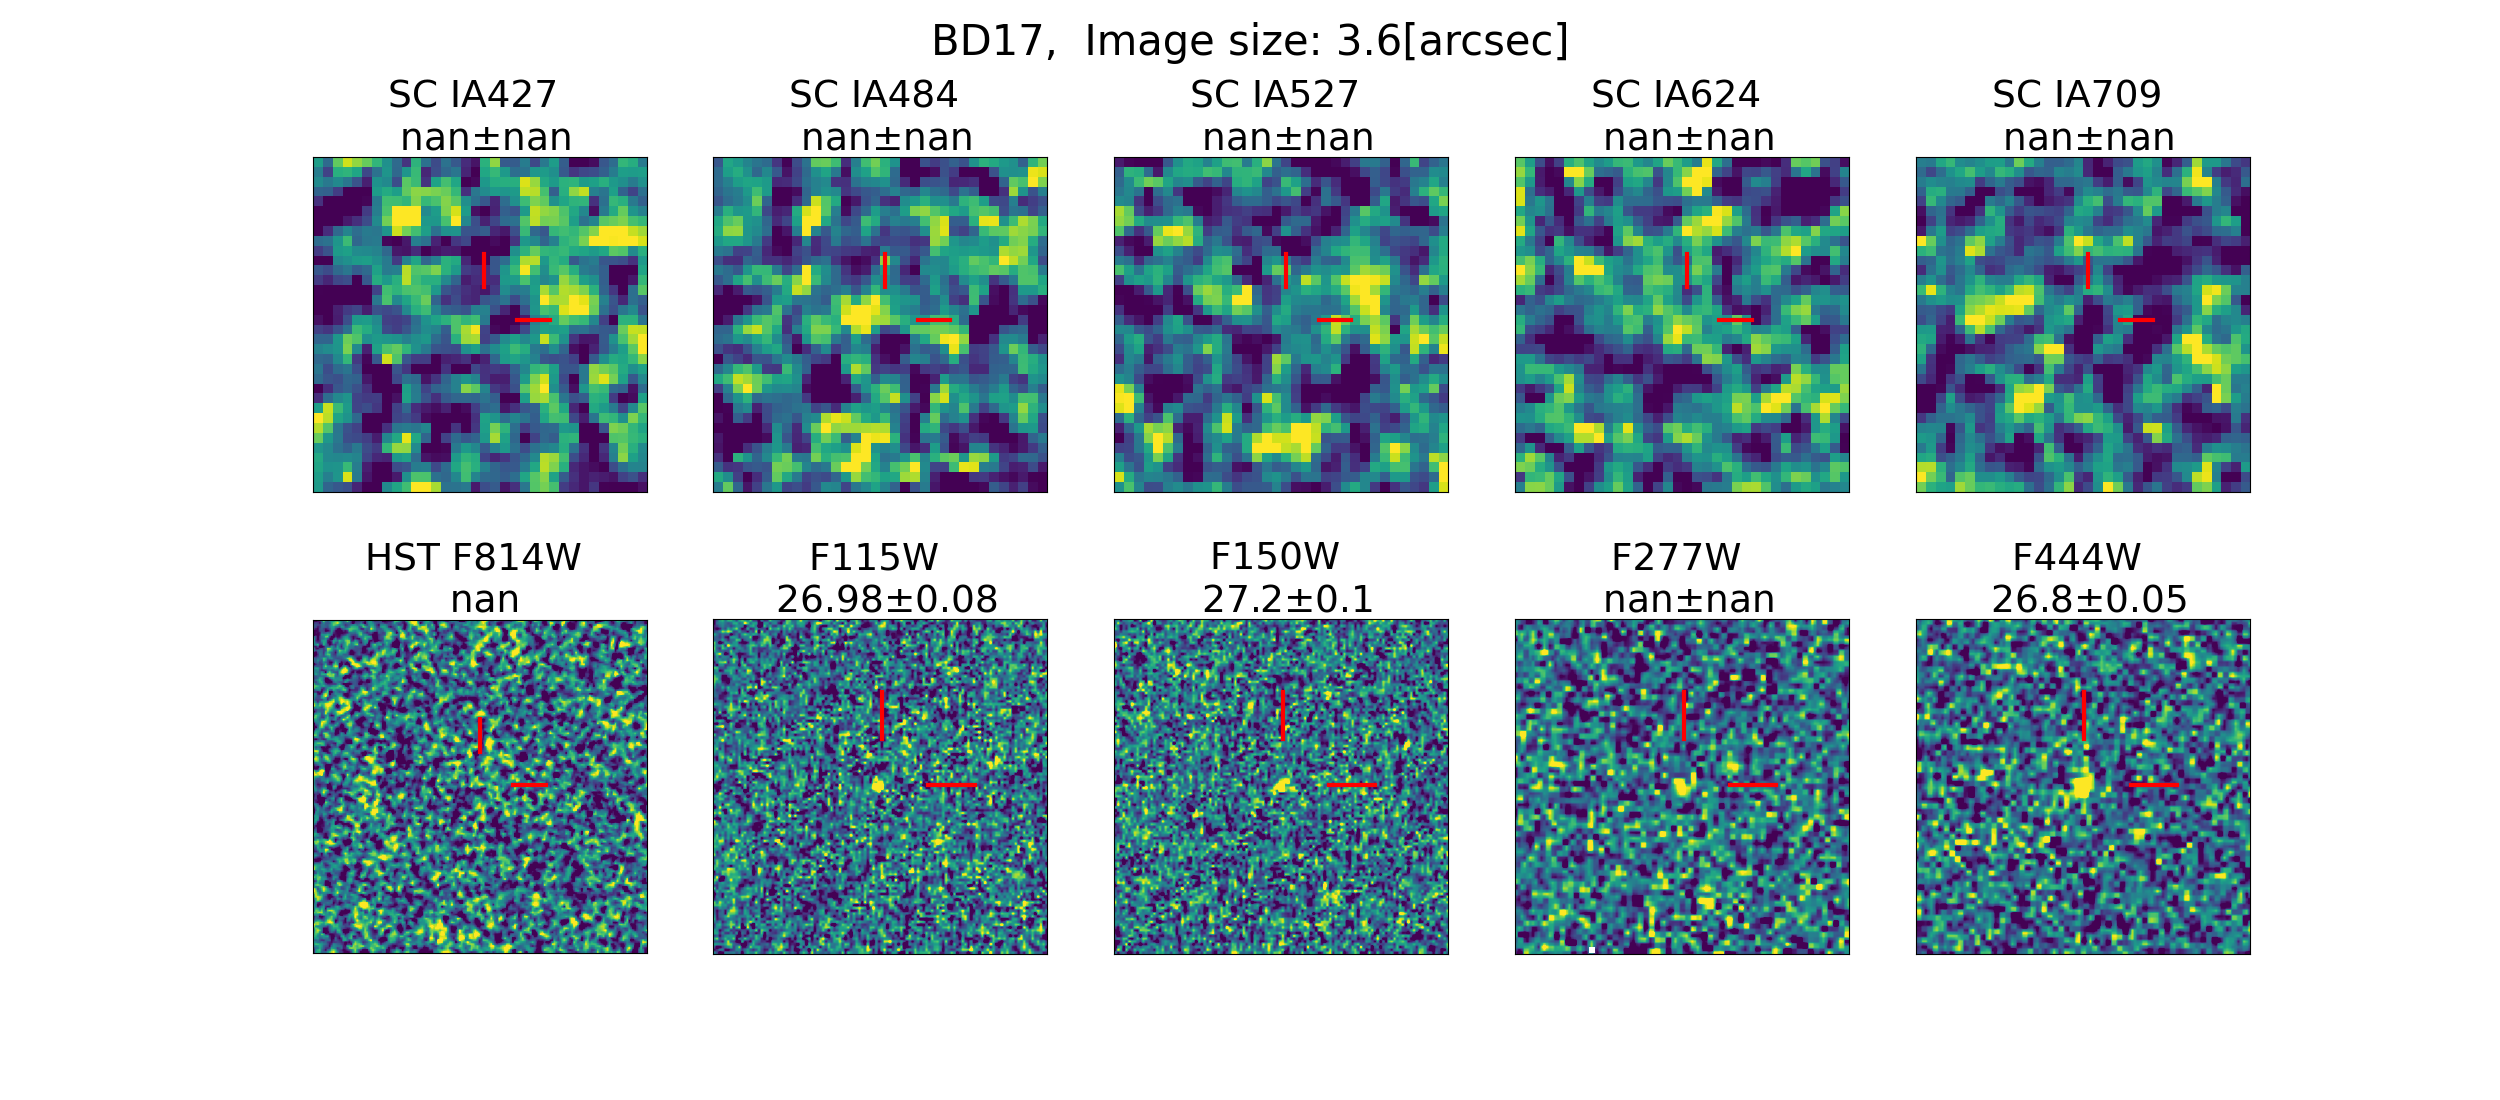 BD17,  Image size: 3.6[arcsec]
SC IA427
nan±nan
SC IA484
nan±nan
SC IA527
nan±nan
SC IA624
nan±nan
SC IA709
nan±nan
HST F814W
nan
F115W
26.98±0.08
F150W
27.2±0.1
F277W
nan±nan
F444W
26.8±0.05